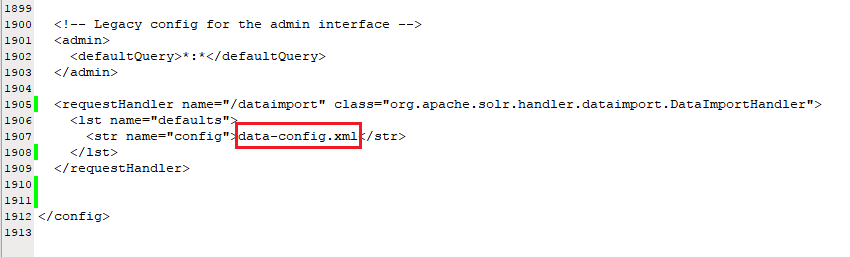 1899
1900   <!-- Legacy config for the admin interface -->
1901   <admin>
1902     <defaultQuery>*:*</defaultQuery>
1903   </admin>
1904
1905   <requestHandler name="/dataimport" class="org.apache.solr.handler.dataimport.DataImportHandler">
1906     <lst name="defaults">
1907       <str name="config">data-config.xml</str>
1908     </lst>
1909   </requestHandler>
1910
1911
1912 </config>
1913